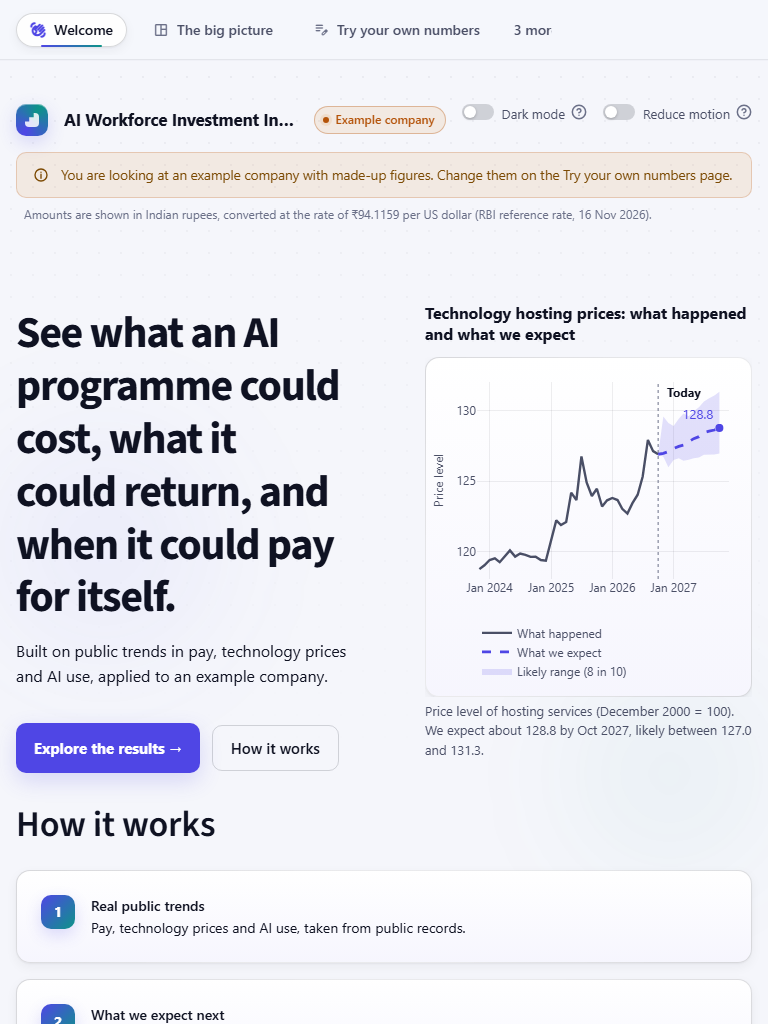 Welcome
The big picture
Try your own numbers
3 mor
AI Workforce Investment In...
Example company
Dark mode
Reduce motion
You are looking at an example company with made-up figures. Change them on the Try your own numbers page.
Amounts are shown in Indian rupees, converted at the rate of ₹94.1159 per US dollar (RBI reference rate, 16 Nov 2026).
See what an AI
programme could
cost, what it
could return, and
when it could pay
for itself.
Built on public trends in pay, technology prices
and AI use, applied to an example company.
Explore the results →
How it works
Technology hosting prices: what happened
and what we expect
Today
128.8
130
125
120
Price level
Jan 2024
Jan 2025
Jan 2026
Jan 2027
What happened
What we expect
Likely range (8 in 10)
Price level of hosting services (December 2000 = 100).
We expect about 128.8 by Oct 2027, likely between 127.0
and 131.3.
How it works
1
Real public trends
Pay, technology prices and AI use, taken from public records.
2
What we expect next